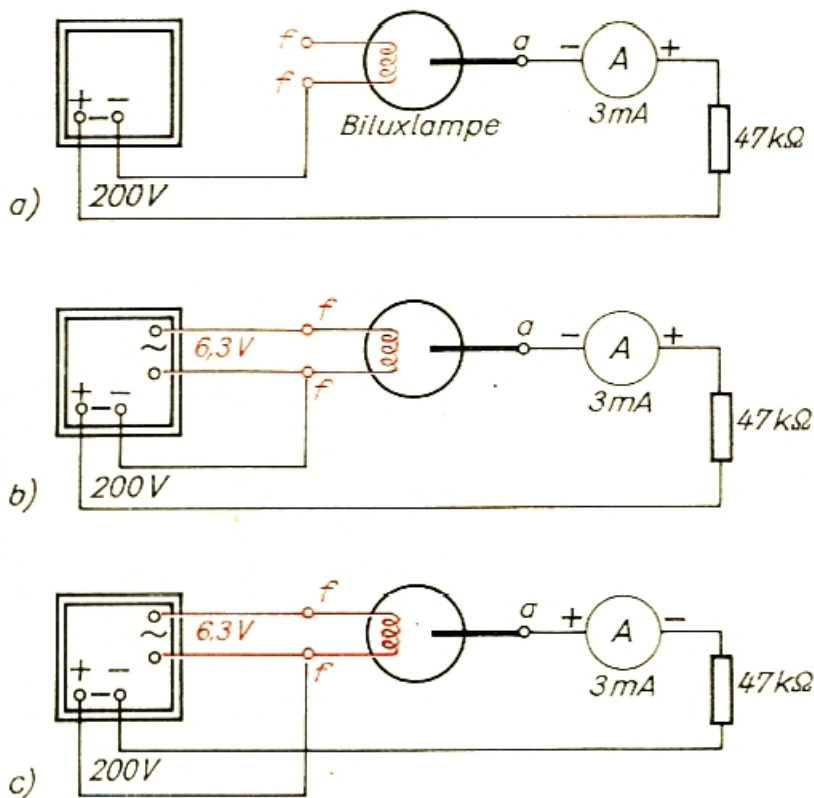 f
f
a
− A +
+ − 
Biluxlampe
3mA
47kΩ
200V
a)
f
6,3V
~
a
− A +
f
+ −
3mA
47kΩ
200V
b)
f
6,3V
~
a
+ A −
f
+ −
3mA
47kΩ
200V
c)